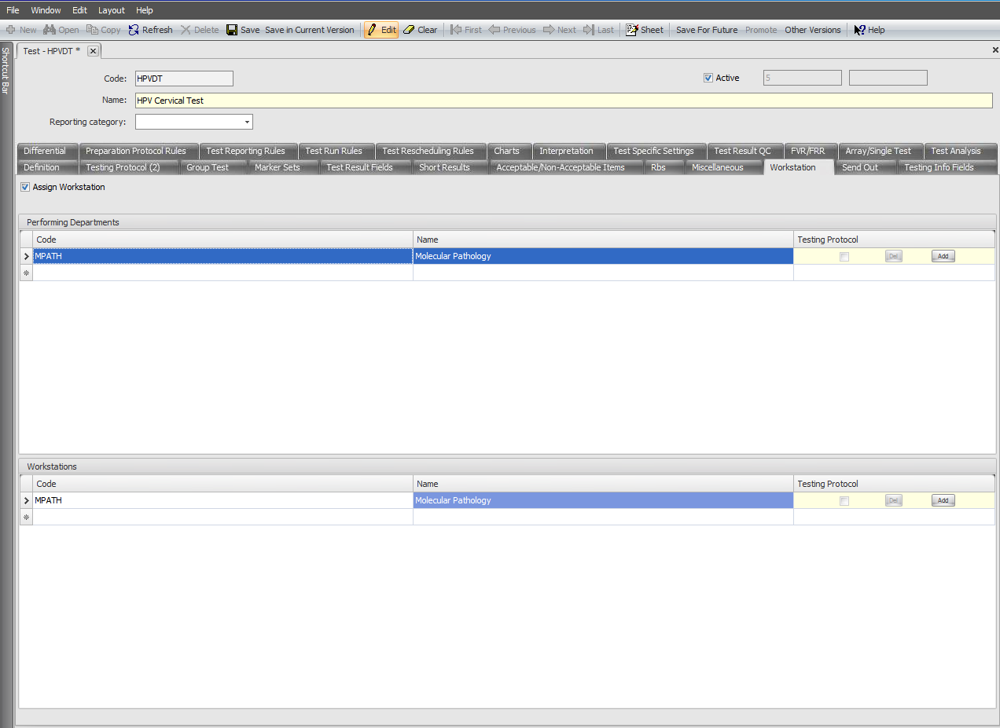 File Window Edit Layout Help
New Open Copy Refresh Delete Save Save in Current Version Edit Clear First Previous Next Last Sheet Save For Future Promote Other Versions Help
Shortcut Bar
Test - HPVDT *
Code: HPVDT Active 5
Name: HPV Cervical Test
Reporting category:
Differential Preparation Protocol Rules Test Reporting Rules Test Run Rules Test Rescheduling Rules Charts Interpretation Test Specific Settings Test Result QC FVR/FRR Array/Single Test Test Analysis
Definition Testing Protocol (2) Group Test Marker Sets Test Result Fields Short Results Acceptable/Non-Acceptable Items Rbs Miscellaneous Workstation Send Out Testing Info Fields
Assign Workstation
Performing Departments
Code Name Testing Protocol
MPATH Molecular Pathology Del Add
Workstations
Code Name Testing Protocol
MPATH Molecular Pathology Del Add